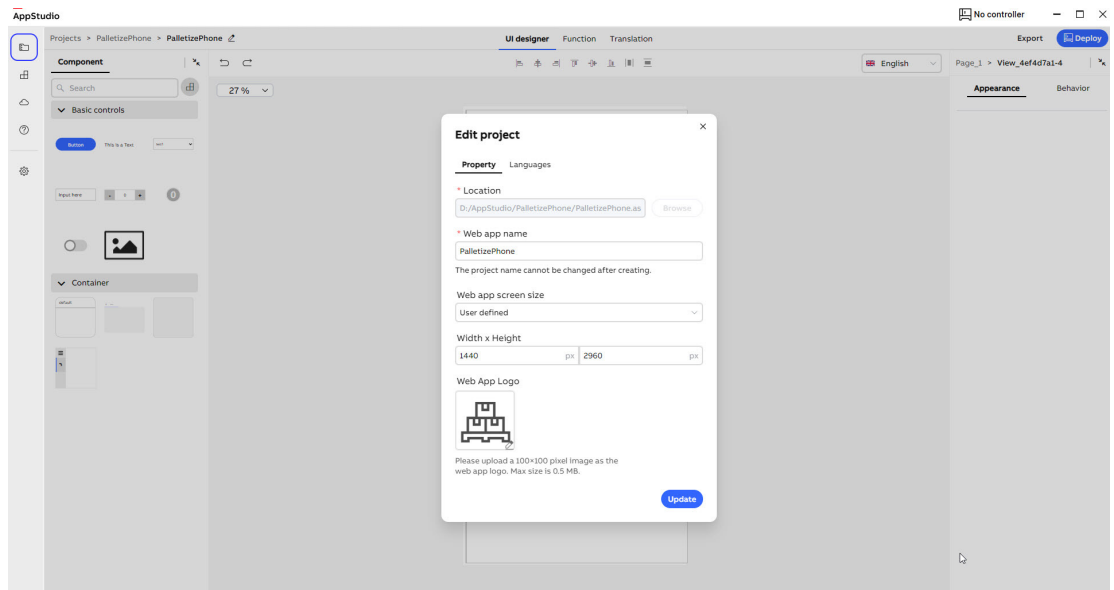 AppStudio
No controller
Projects > PalletizePhone > PalletizePhone
UI designer
Function
Translation
Export
Deploy
Component
English
Page_1 > View_4ef4d7a1-4
Search
27 %
Appearance
Behavior
Basic controls
Button
This is a Text
Input here
Container
default
Edit project
Property
Languages
* Location
D:/AppStudio/PalletizePhone/PalletizePhone.as
Browse
* Web app name
PalletizePhone
The project name cannot be changed after creating.
Web app screen size
User defined
Width x Height
1440 px
2960 px
Web App Logo
Please upload a 100×100 pixel image as the
web app logo. Max size is 0.5 MB.
Update